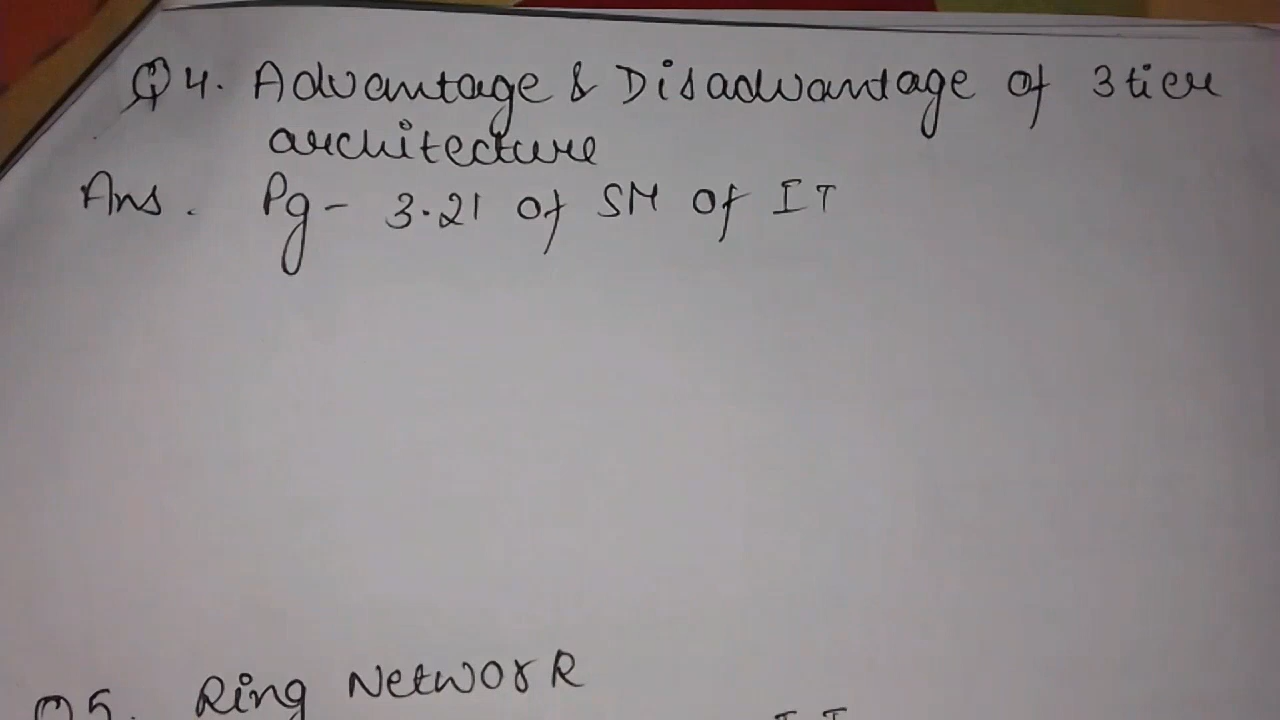 Q4. Advantage & Disadvantage of 3 tier
architecture
Ans. Pg- 3.21 of SM of IT
Q5. Ring Network